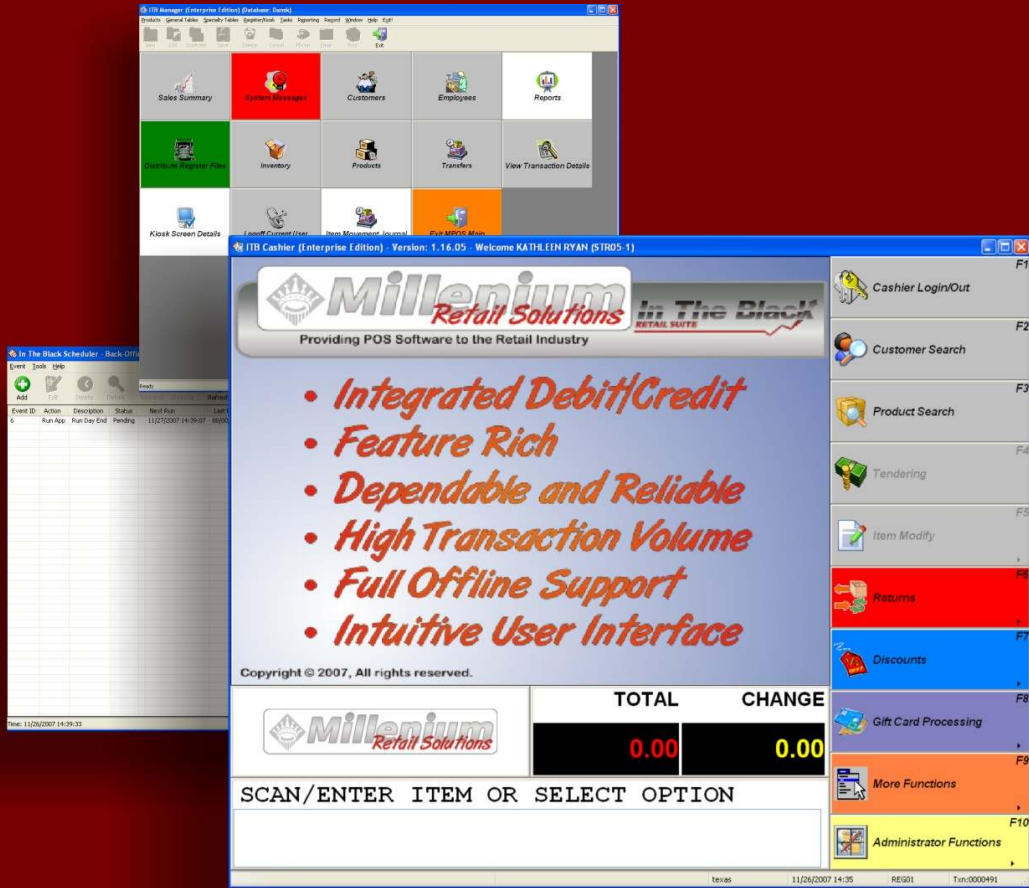 ITB Manager (Enterprise Edition) (Database: Dansk)
Products General Tables Specialty Tables Register/Kiosk Tasks Reporting Record Window Help Exit!
Exit
Sales Summary
System Messages
Customers
Employees
Reports
Distribute Register Files
Inventory
Products
Transfers
View Transaction Details
Kiosk Screen Details
Logoff Current User
Item Movement Journal
Exit MPOS Main
Ready
In The Black Scheduler - Back-Offi
Event Tools Help
Add Edit Delete Details Refresh
Event ID Action Description Status Next Run Last
6 Run App Run Day End Pending 11/27/2007 14:39:07 00/00
Time: 11/26/2007 14:39:33
ITB Cashier (Enterprise Edition) - Version: 1.16.05 - Welcome KATHLEEN RYAN (STR05-1)
Millenium
Retail Solutions
In The Black
RETAIL SUITE
Providing POS Software to the Retail Industry
• Integrated Debit/Credit
• Feature Rich
• Dependable and Reliable
• High Transaction Volume
• Full Offline Support
• Intuitive User Interface
Copyright © 2007, All rights reserved.
Millenium
Retail Solutions
TOTAL CHANGE
0.00 0.00
SCAN/ENTER ITEM OR SELECT OPTION
F1
Cashier Login/Out
F2
Customer Search
F3
Product Search
F4
Tendering
F5
Item Modify
F6
Returns
F7
Discounts
F8
Gift Card Processing
F9
More Functions
F10
Administrator Functions
texas 11/26/2007 14:35 REG01 Txn:0000491